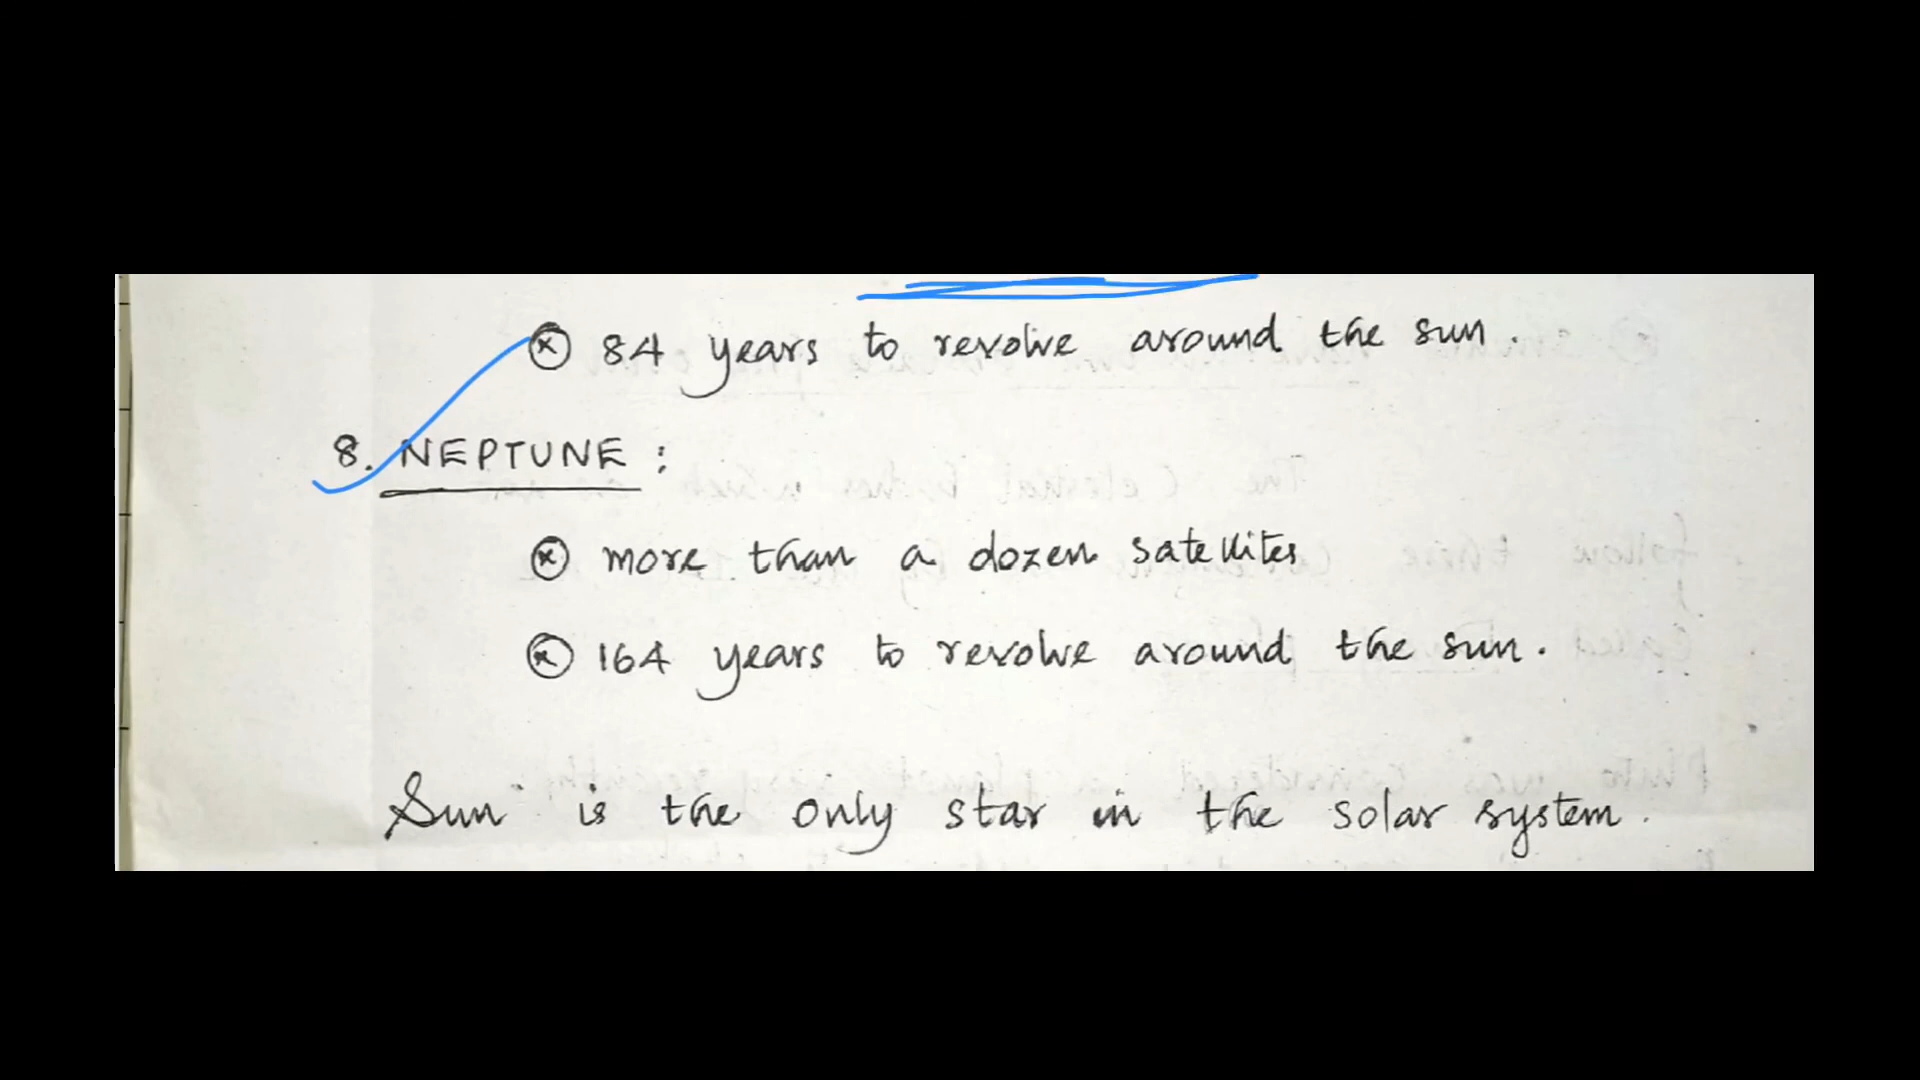 ⊛ 84 years to revolve around the sun.
8. NEPTUNE :
⊛ more than a dozen satellites
⊛ 164 years to revolve around the sun.
Sun is the only star in the solar system.